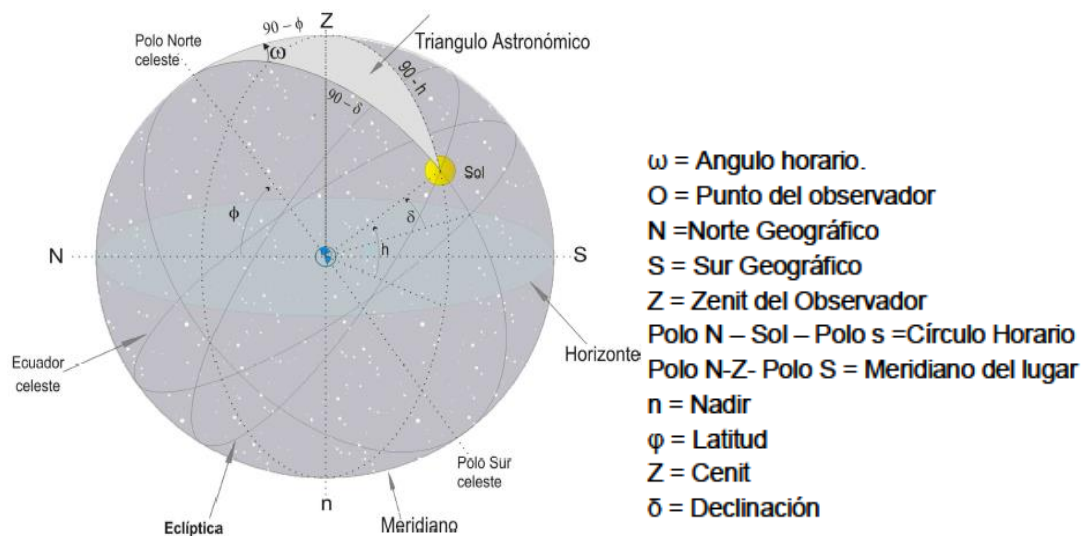 90 – ϕ
Z
Polo Norte
celeste
ω
Triangulo Astronómico
90 - h
90 – δ
Sol
ϕ
δ
h
N
S
Horizonte
Ecuador
celeste
Polo Sur
celeste
n
Eclíptica
Meridiano
ω = Angulo horario.
O = Punto del observador
N =Norte Geográfico
S = Sur Geográfico
Z = Zenit del Observador
Polo N – Sol – Polo s =Círculo Horario
Polo N-Z- Polo S = Meridiano del lugar
n = Nadir
φ = Latitud
Z = Cenit
δ = Declinación